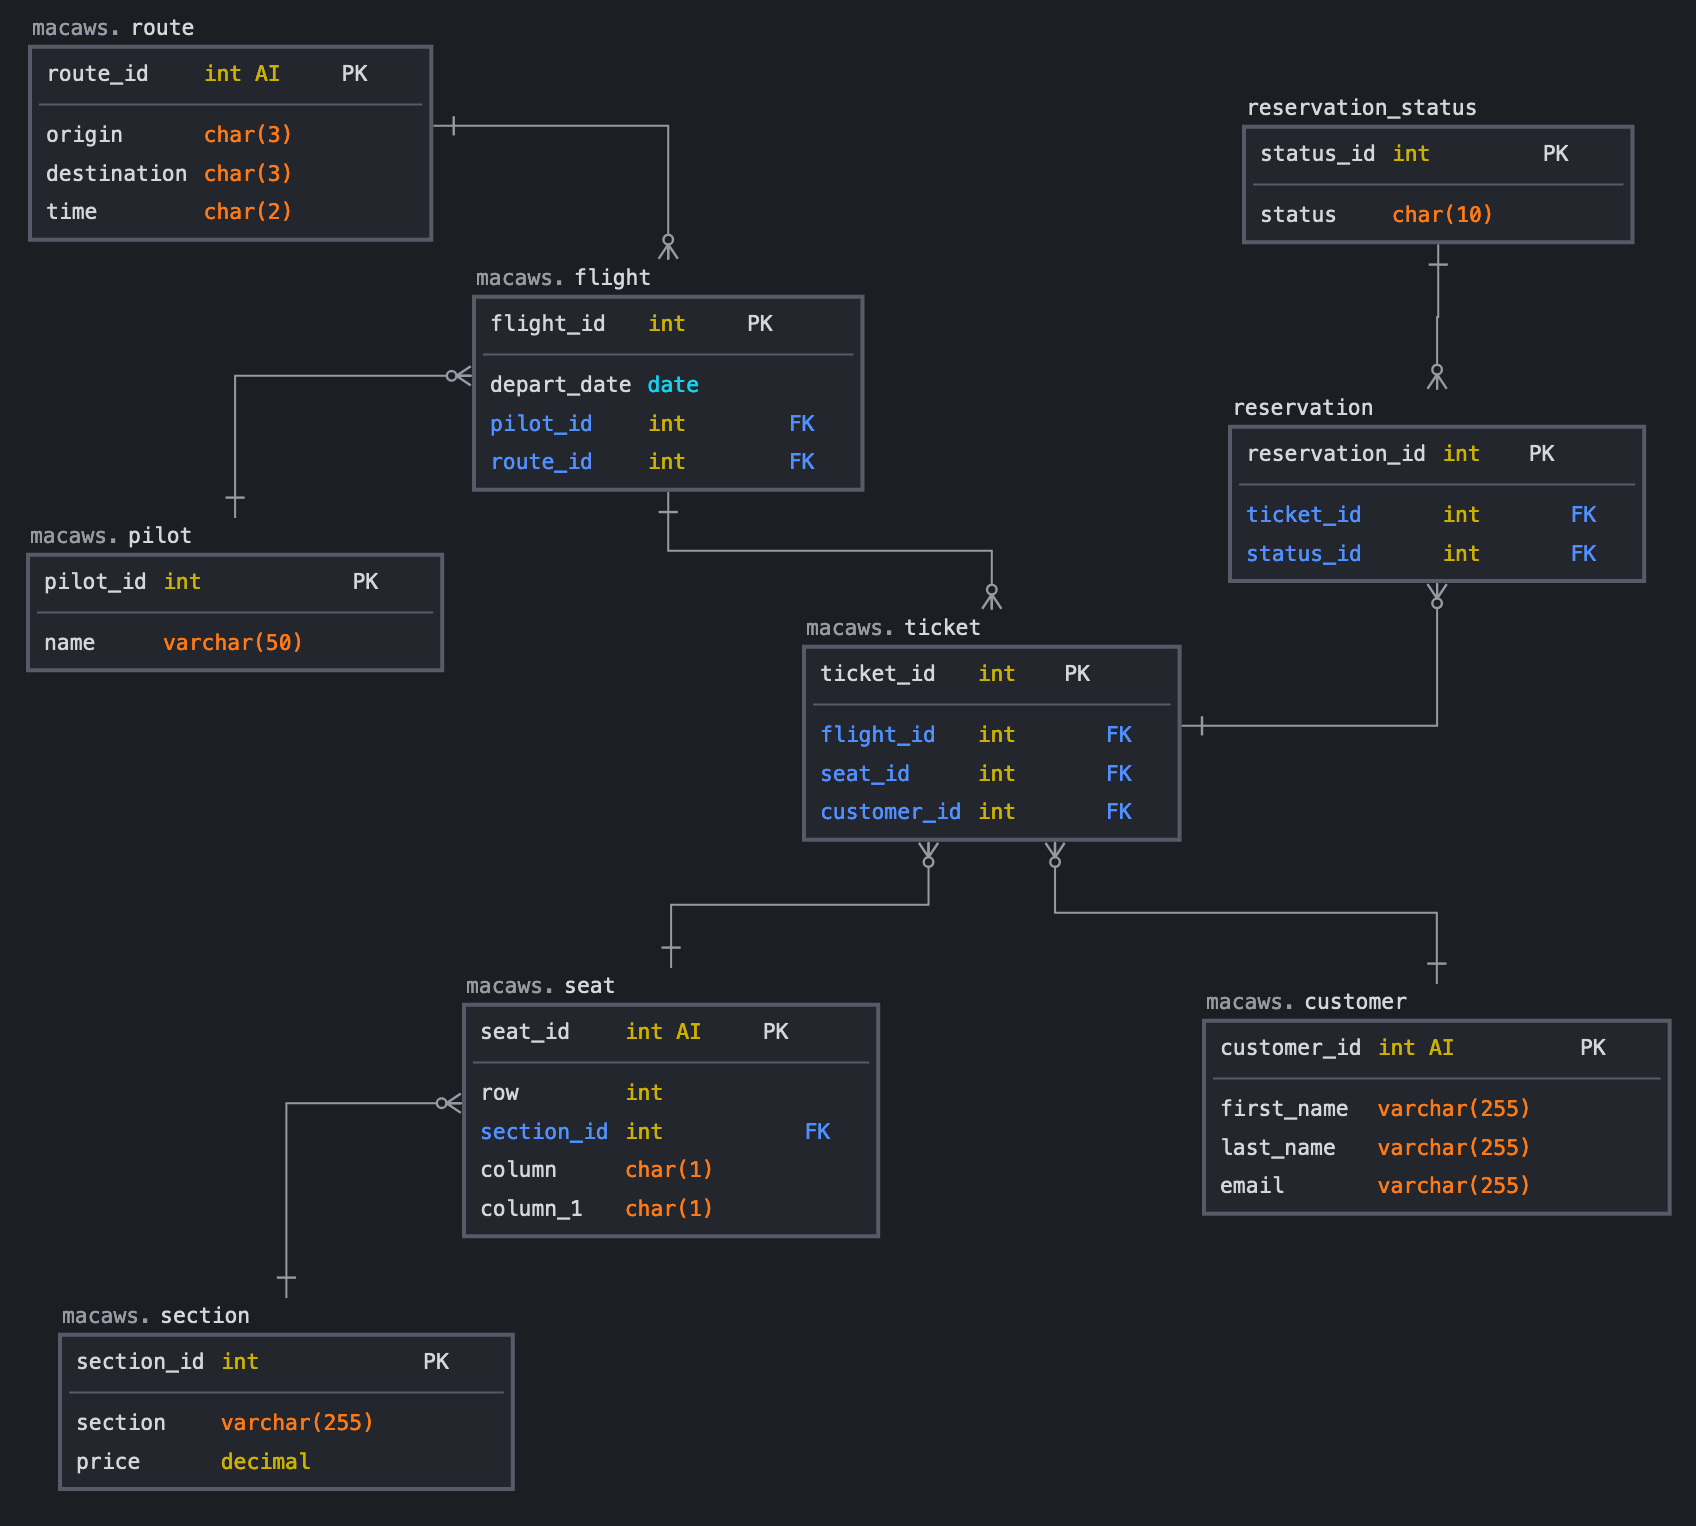 macaws. route
route_id int AI PK
origin char(3)
destination char(3)
time char(2)
reservation_status
status_id int PK
status char(10)
macaws. flight
flight_id int PK
depart_date date
pilot_id int FK
route_id int FK
reservation
reservation_id int PK
ticket_id int FK
status_id int FK
macaws. pilot
pilot_id int PK
name varchar(50)
macaws. ticket
ticket_id int PK
flight_id int FK
seat_id int FK
customer_id int FK
macaws. seat
seat_id int AI PK
row int
section_id int FK
column char(1)
column_1 char(1)
macaws. customer
customer_id int AI PK
first_name varchar(255)
last_name varchar(255)
email varchar(255)
macaws. section
section_id int PK
section varchar(255)
price decimal